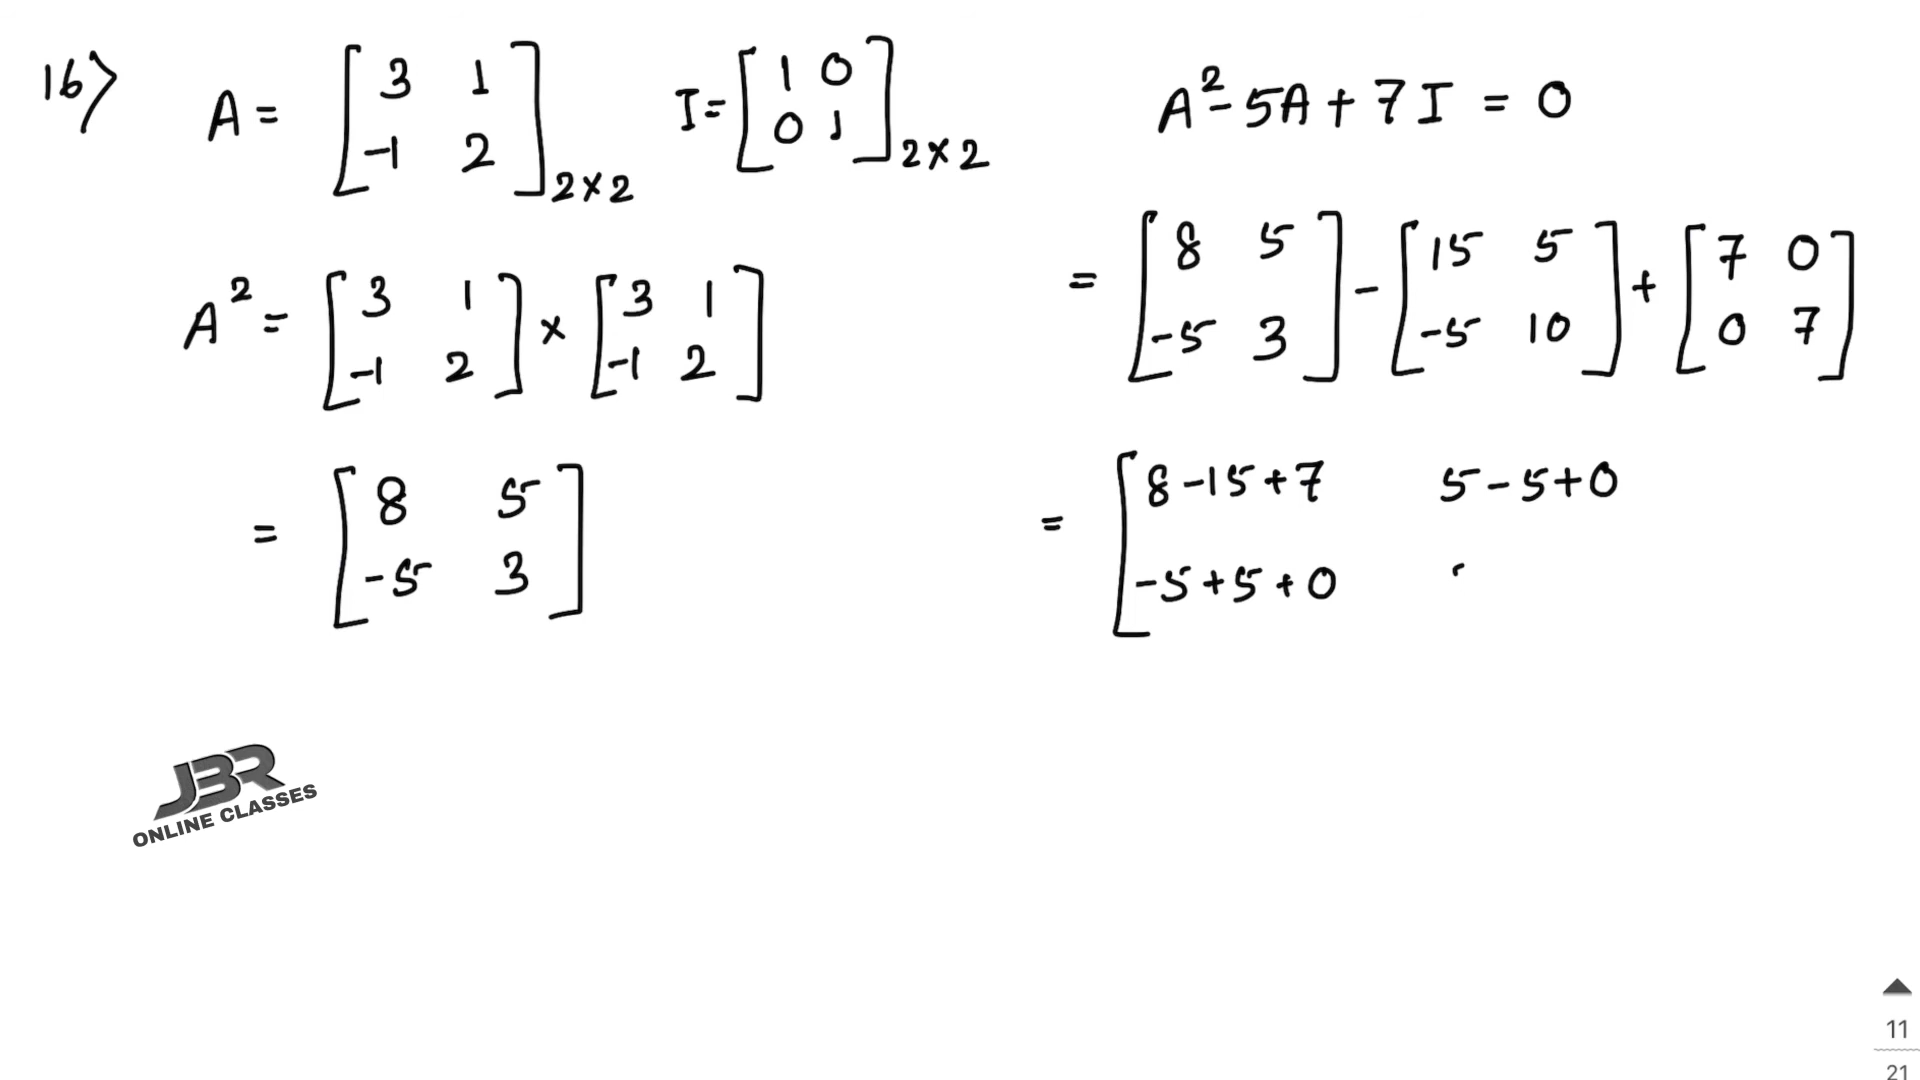 16) A = [ 3 1 -1 2 ]2×2 I = [ 1 0 0 1 ]2×2
A² = [ 3 1 -1 2 ] × [ 3 1 -1 2 ]
= [ 8 5 -5 3 ]
A² - 5A + 7I = 0
= [ 8 5 -5 3 ] - [ 15 5 -5 10 ] + [ 7 0 0 7 ]
= [ 8-15+7 5-5+0
-5+5+0
JBR
ONLINE CLASSES
11
21